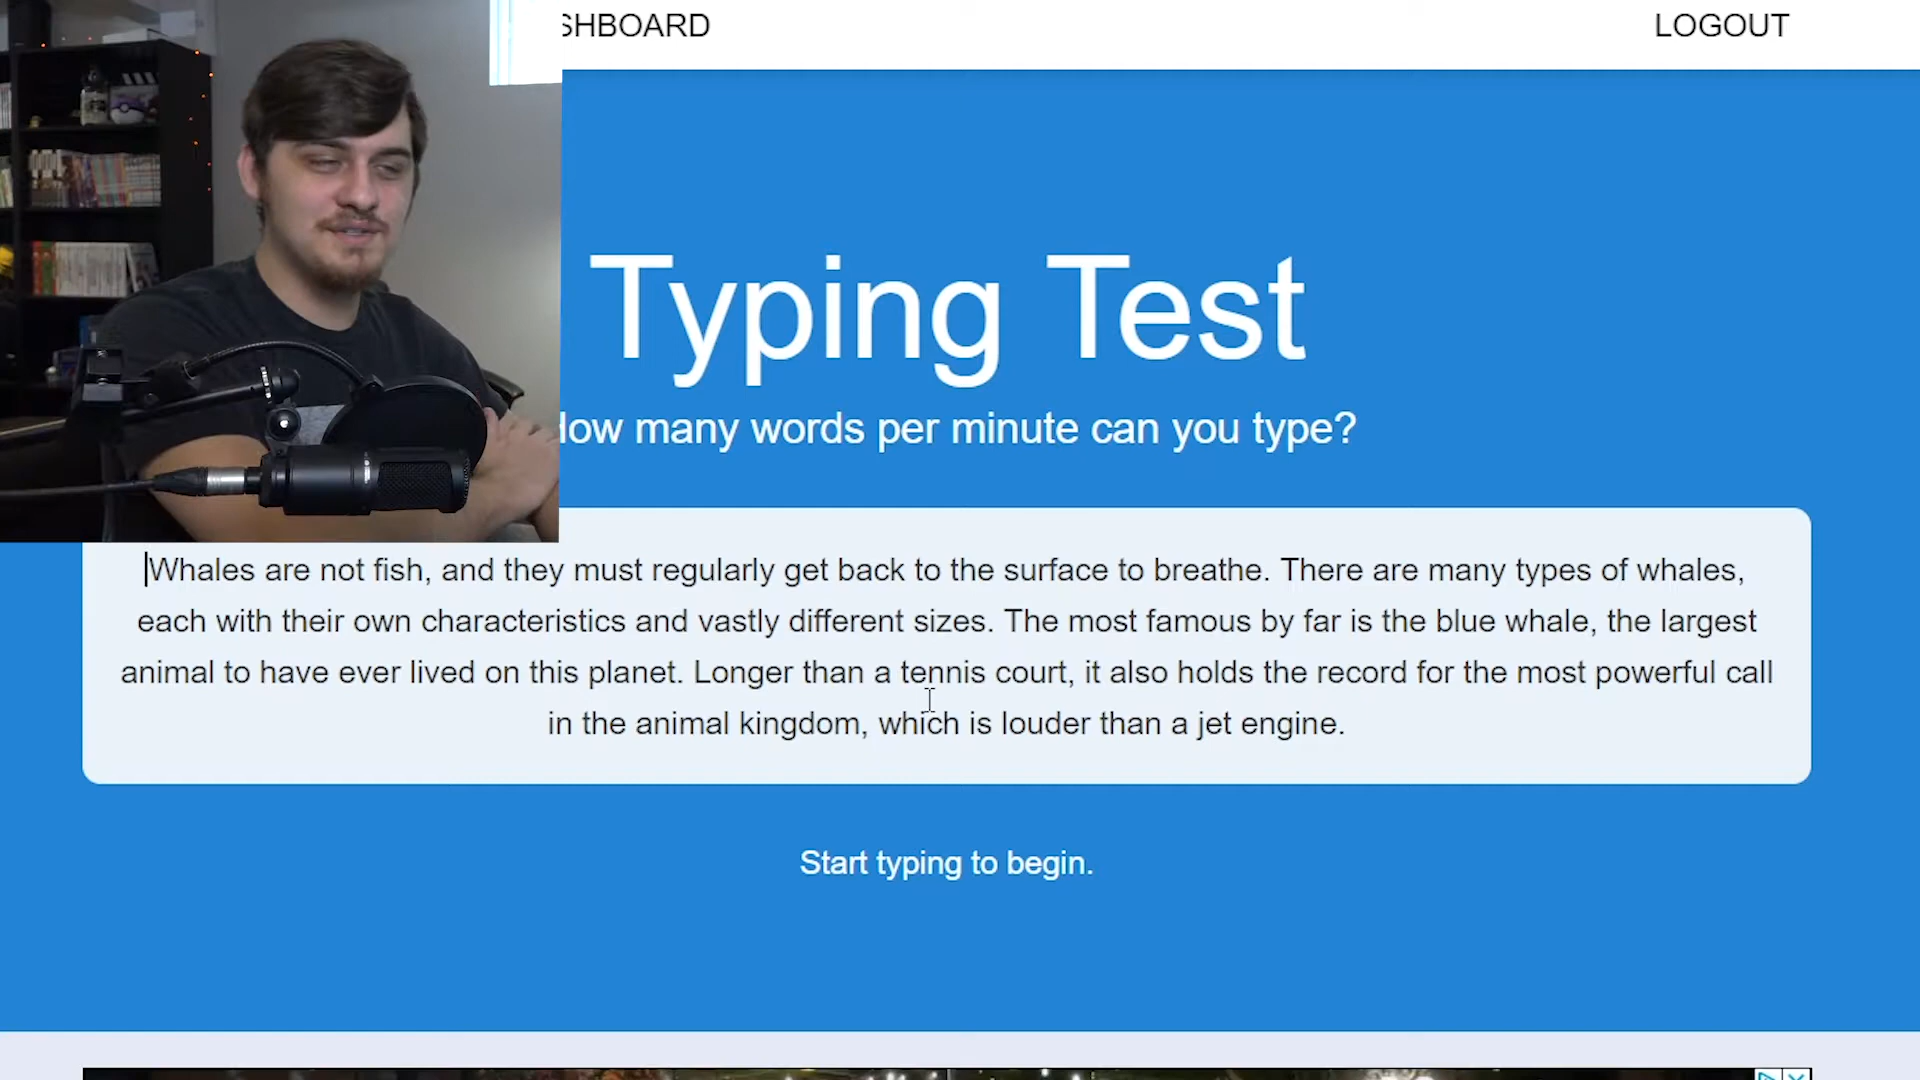 SHBOARD
LOGOUT
Typing Test
How many words per minute can you type?
Whales are not fish, and they must regularly get back to the surface to breathe. There are many types of whales,
each with their own characteristics and vastly different sizes. The most famous by far is the blue whale, the largest
animal to have ever lived on this planet. Longer than a tennis court, it also holds the record for the most powerful call
in the animal kingdom, which is louder than a jet engine.
Start typing to begin.